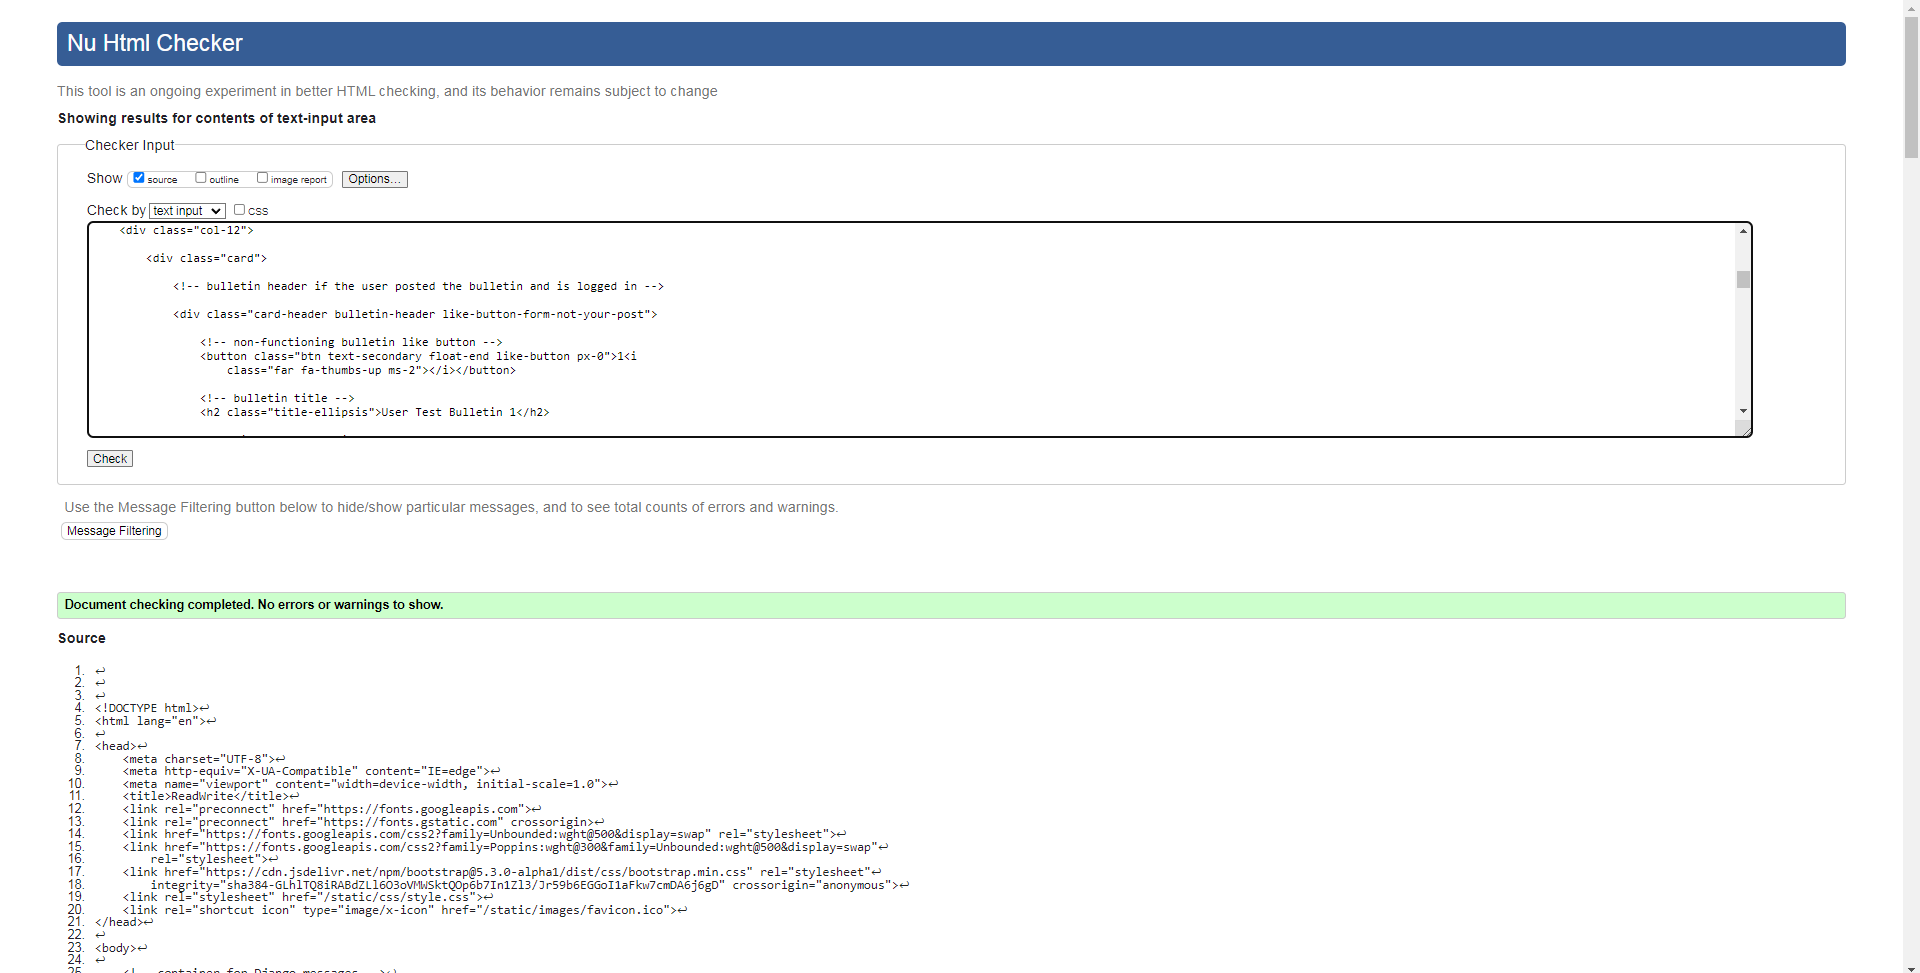 Nu Html Checker
This tool is an ongoing experiment in better HTML checking, and its behavior remains subject to change
Showing results for contents of text-input area
Checker Input
Show source outline image report Options...
Check by text input css
<div class="col-12">
<div class="card">
<!-- bulletin header if the user posted the bulletin and is logged in -->
<div class="card-header bulletin-header like-button-form-not-your-post">
<!-- non-functioning bulletin like button -->
<button class="btn text-secondary float-end like-button px-0">1<i
class="far fa-thumbs-up ms-2"></i></button>
<!-- bulletin title -->
<h2 class="title-ellipsis">User Test Bulletin 1</h2>
Check
Use the Message Filtering button below to hide/show particular messages, and to see total counts of errors and warnings.
Message Filtering
Document checking completed. No errors or warnings to show.
Source
1. ↩
2. ↩
3. ↩
4. <!DOCTYPE html>↩
5. <html lang="en">↩
6. ↩
7. <head>↩
8. <meta charset="UTF-8">↩
9. <meta http-equiv="X-UA-Compatible" content="IE=edge">↩
10. <meta name="viewport" content="width=device-width, initial-scale=1.0">↩
11. <title>ReadWrite</title>↩
12. <link rel="preconnect" href="https://fonts.googleapis.com">↩
13. <link rel="preconnect" href="https://fonts.gstatic.com" crossorigin>↩
14. <link href="https://fonts.googleapis.com/css2?family=Unbounded:wght@500&display=swap" rel="stylesheet">↩
15. <link href="https://fonts.googleapis.com/css2?family=Poppins:wght@300&family=Unbounded:wght@500&display=swap"↩
16. rel="stylesheet">↩
17. <link href="https://cdn.jsdelivr.net/npm/bootstrap@5.3.0-alpha1/dist/css/bootstrap.min.css" rel="stylesheet"↩
18. integrity="sha384-GLhlTQ8iRABdZLl6O3oVMWSktQOp6b7In1Zl3/Jr59b6EGGoI1aFkw7cmDA6j6gD" crossorigin="anonymous">↩
19. <link rel="stylesheet" href="/static/css/style.css">↩
20. <link rel="shortcut icon" type="image/x-icon" href="/static/images/favicon.ico">↩
21. </head>↩
22. ↩
23. <body>↩
24. ↩
25. <!-- container for Django messages -->↩